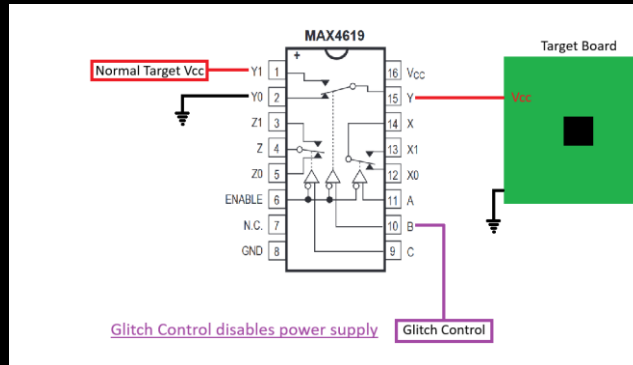 MAX4619
Target Board
+
Normal Target Vcc
Y1 1
16 VCC
Y0 2
15 Y
Vcc
Z1 3
14 X
Z 4
13 X1
Z0 5
12 X0
ENABLE 6
11 A
N.C. 7
10 B
GND 8
9 C
Glitch Control disables power supply
Glitch Control